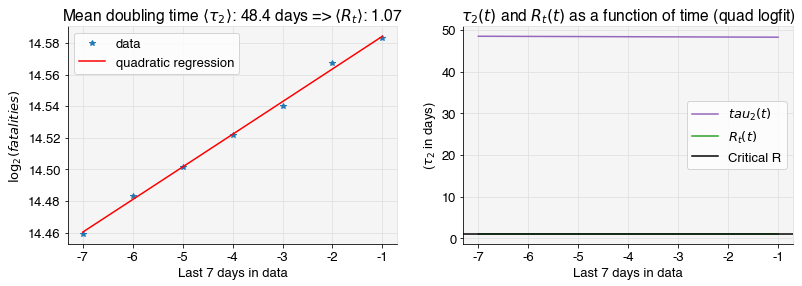 Mean doubling time ⟨τ₂⟩: 48.4 days => ⟨Rₜ⟩: 1.07
data
quadratic regression
log₂(fatalities)
14.58
14.56
14.54
14.52
14.50
14.48
14.46
-7 -6 -5 -4 -3 -2 -1
Last 7 days in data
τ₂(t) and Rₜ(t) as a function of time (quad logfit)
tau₂(t)
Rₜ(t)
Critical R
(τ₂ in days)
50
40
30
20
10
0
-7 -6 -5 -4 -3 -2 -1
Last 7 days in data